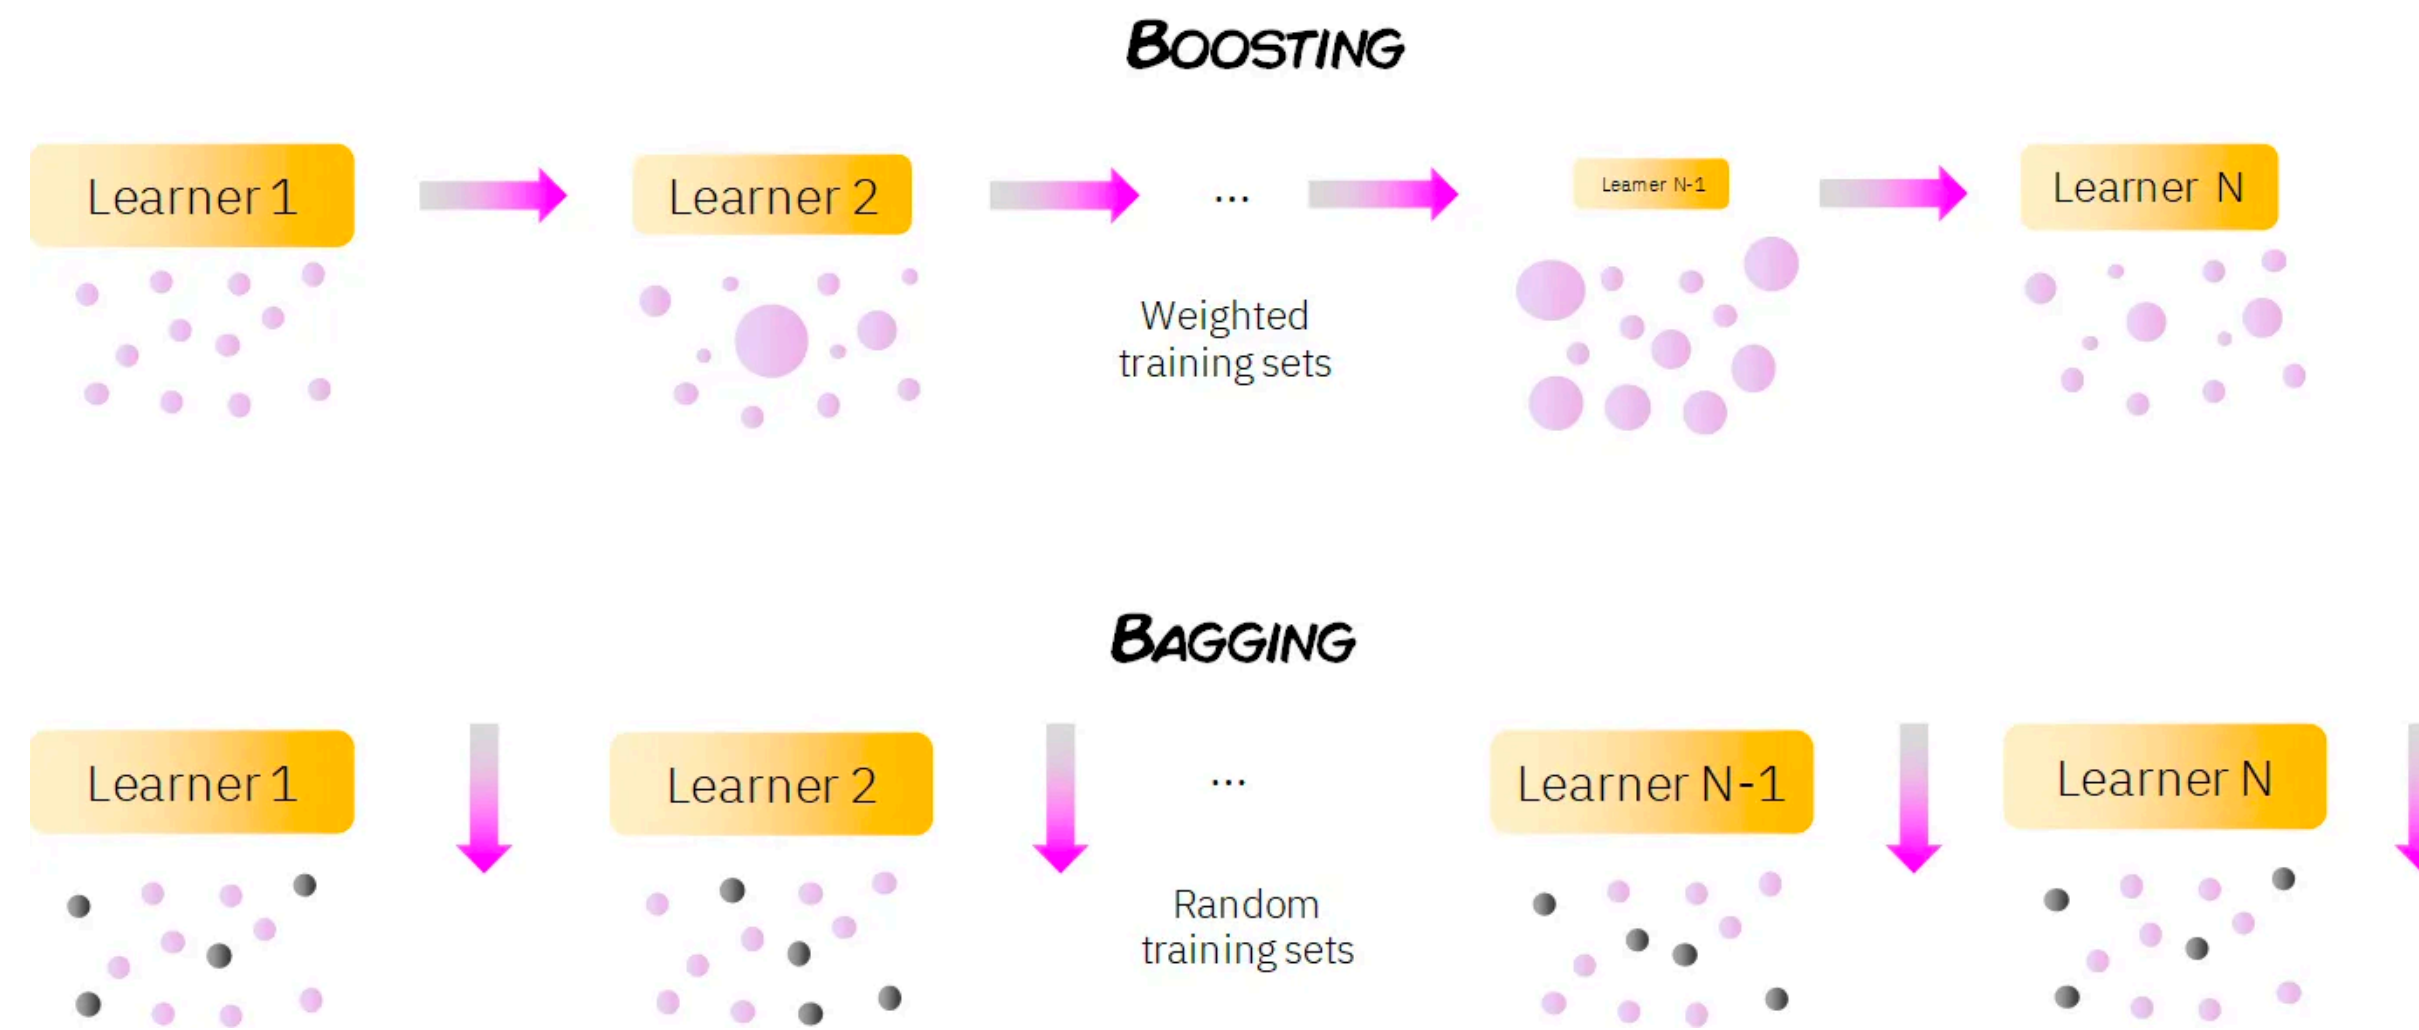 BOOSTING
Learner 1
Learner 2
...
Learner N-1
Learner N
Weighted
training sets
BAGGING
Learner 1
Learner 2
...
Learner N-1
Learner N
Random
training sets